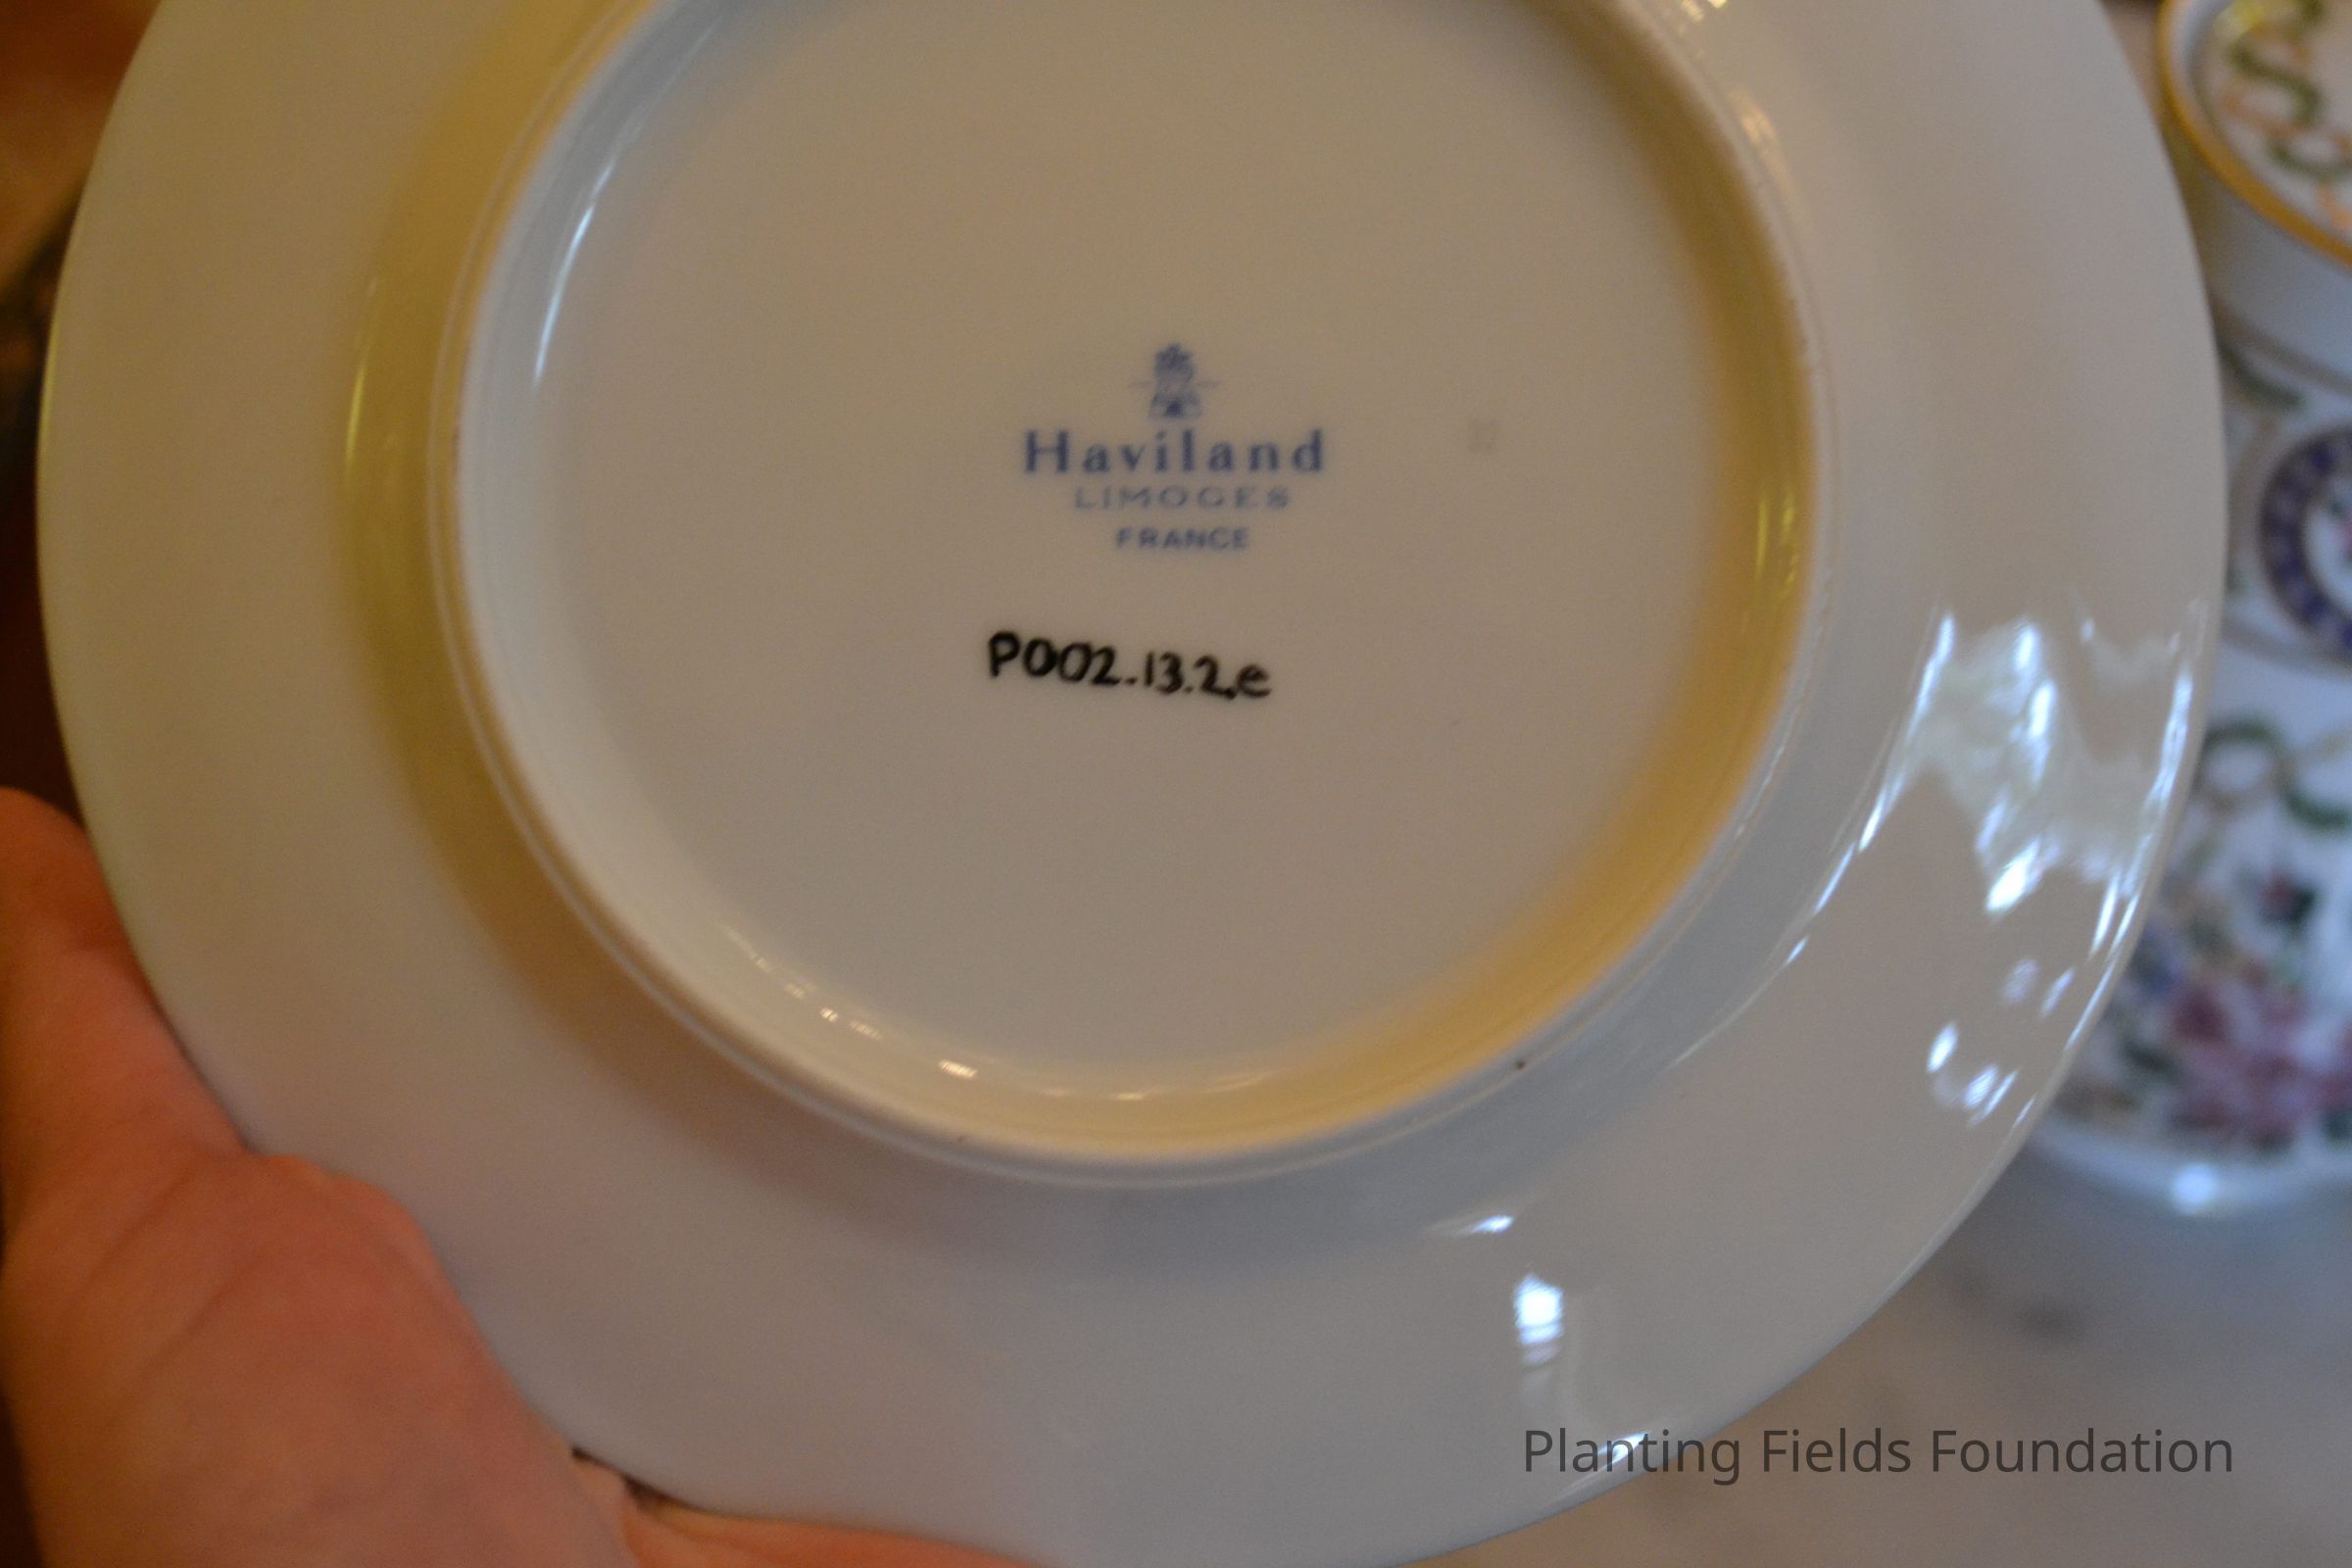 Haviland
LIMOGES
FRANCE
P002.13.2.e
Planting Fields Foundation